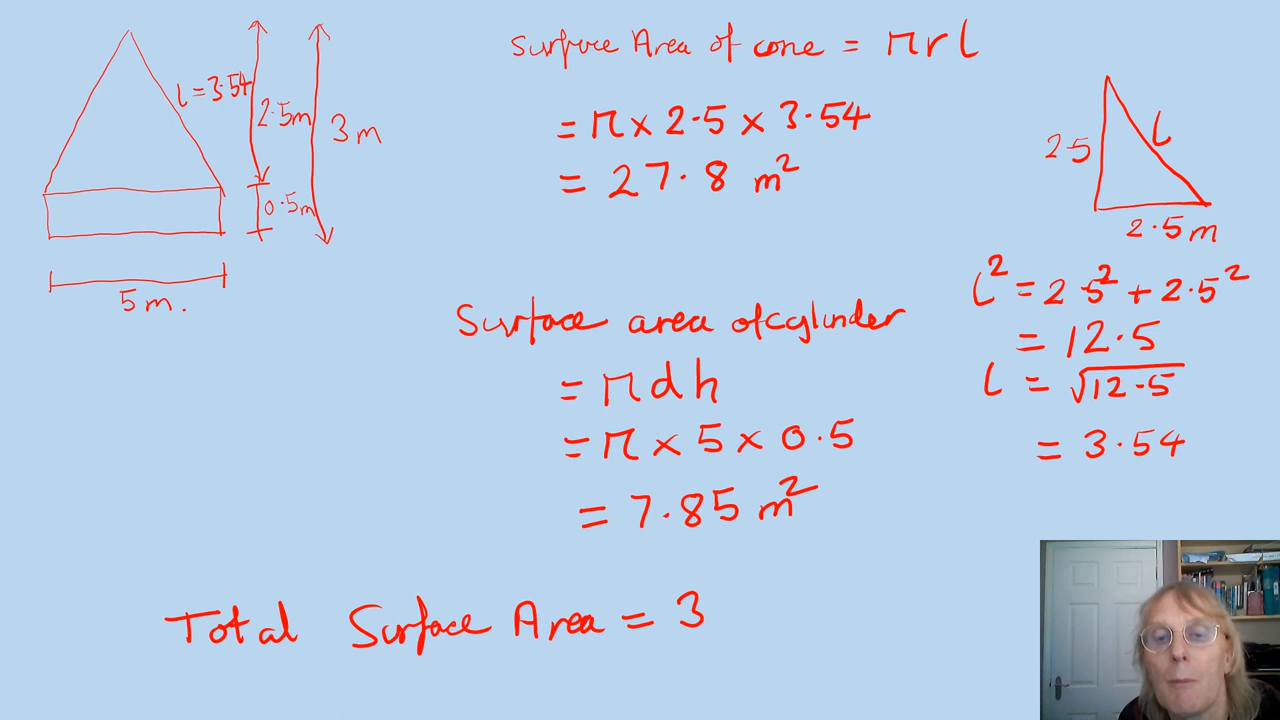 l = 3.54
2.5m
3 m
0.5m
5 m.
Surface Area of cone = πrl
= π x 2.5 x 3.54
= 27.8 m²
Surface area of cylinder
= πdh
= π x 5 x 0.5
= 7.85 m²
Total Surface Area = 3
2.5
l
2.5 m
l² = 2.5² + 2.5²
= 12.5
l = √12.5
= 3.54